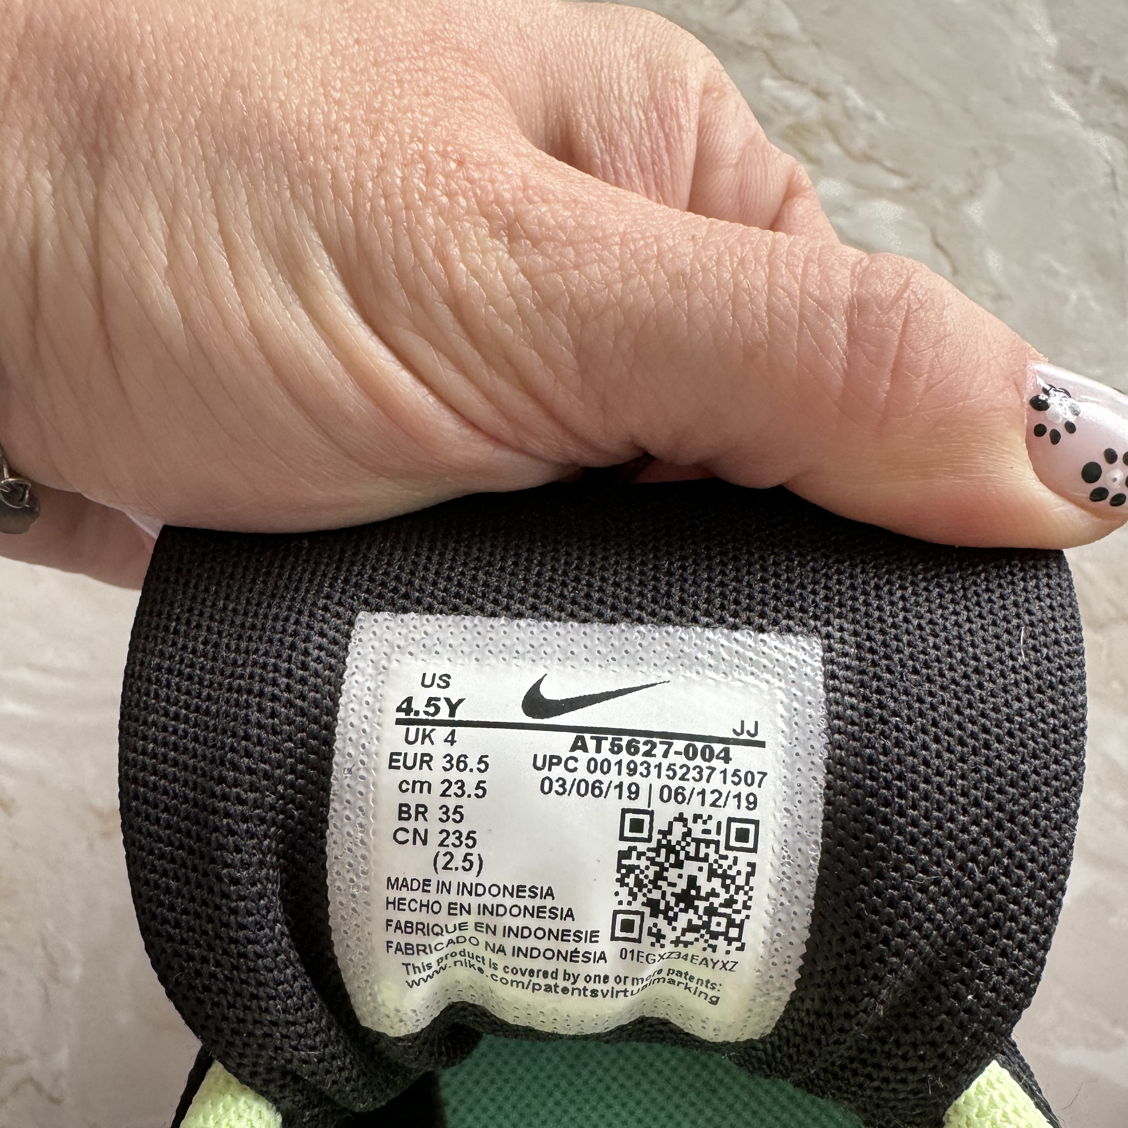 US
4.5Y
JJ
UK 4
AT5627-004
EUR 36.5
UPC 00193152371507
cm 23.5
03/06/19 | 06/12/19
BR 35
CN 235
(2.5)
MADE IN INDONESIA
HECHO EN INDONESIA
FABRIQUE EN INDONESIE
FABRICADO NA INDONÉSIA
01EGXZ34EAYXZ
This product is covered by one or more patents:
www.nike.com/patentsvirtualmarking